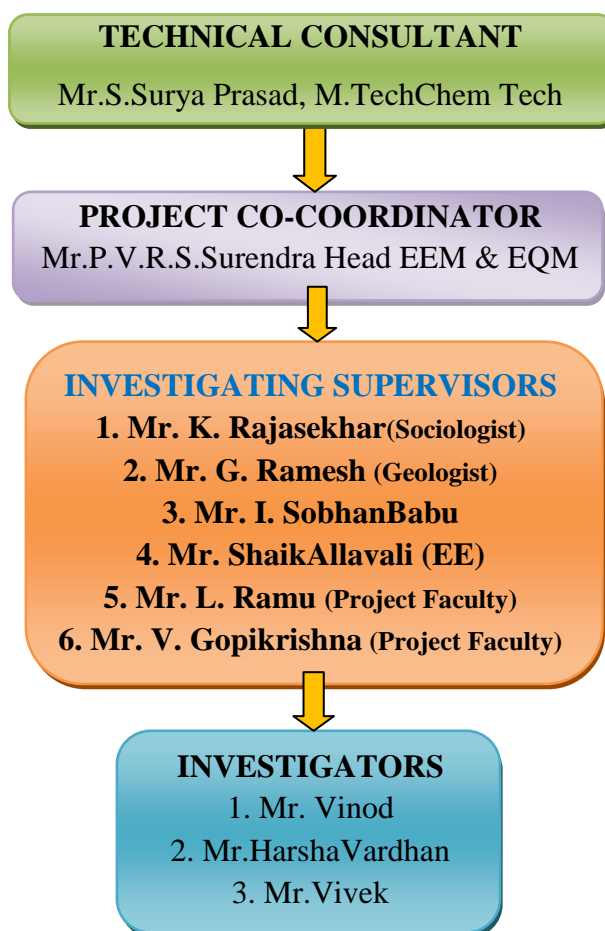 TECHNICAL CONSULTANT
Mr.S.Surya Prasad, M.TechChem Tech
PROJECT CO-COORDINATOR
Mr.P.V.R.S.Surendra Head EEM & EQM
INVESTIGATING SUPERVISORS
1. Mr. K. Rajasekhar(Sociologist)
2. Mr. G. Ramesh (Geologist)
3. Mr. I. SobhanBabu
4. Mr. ShaikAllavali (EE)
5. Mr. L. Ramu (Project Faculty)
6. Mr. V. Gopikrishna (Project Faculty)
INVESTIGATORS
1. Mr. Vinod
2. Mr.HarshaVardhan
3. Mr.Vivek